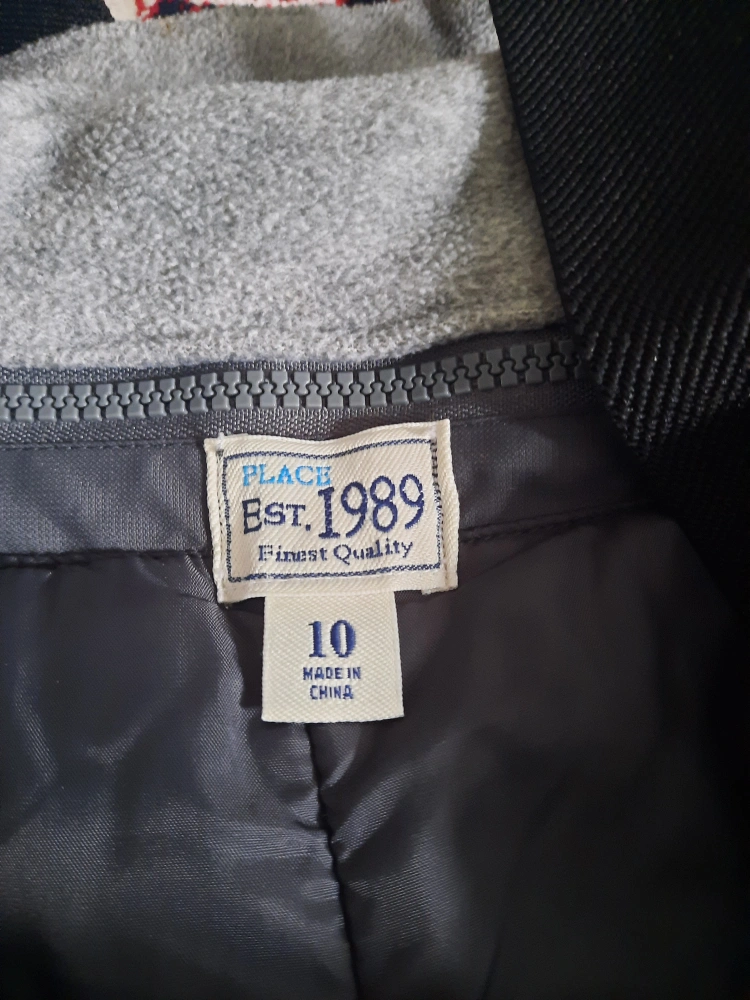 PLACE
EST. 1989
Finest Quality
10
MADE IN
CHINA